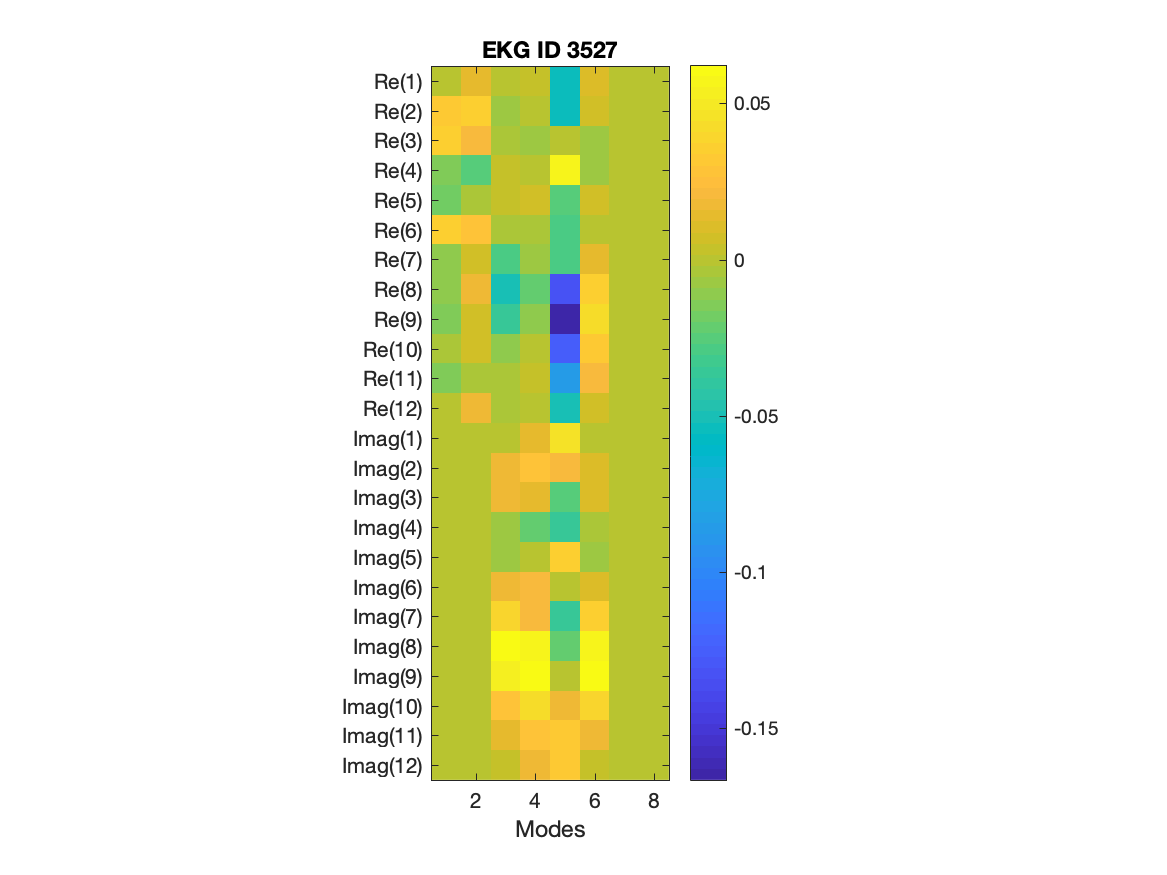 EKG ID 3527
Re(1)
Re(2)
Re(3)
Re(4)
Re(5)
Re(6)
Re(7)
Re(8)
Re(9)
Re(10)
Re(11)
Re(12)
Imag(1)
Imag(2)
Imag(3)
Imag(4)
Imag(5)
Imag(6)
Imag(7)
Imag(8)
Imag(9)
Imag(10)
Imag(11)
Imag(12)
2 4 6 8
Modes
0.05
0
-0.05
-0.1
-0.15